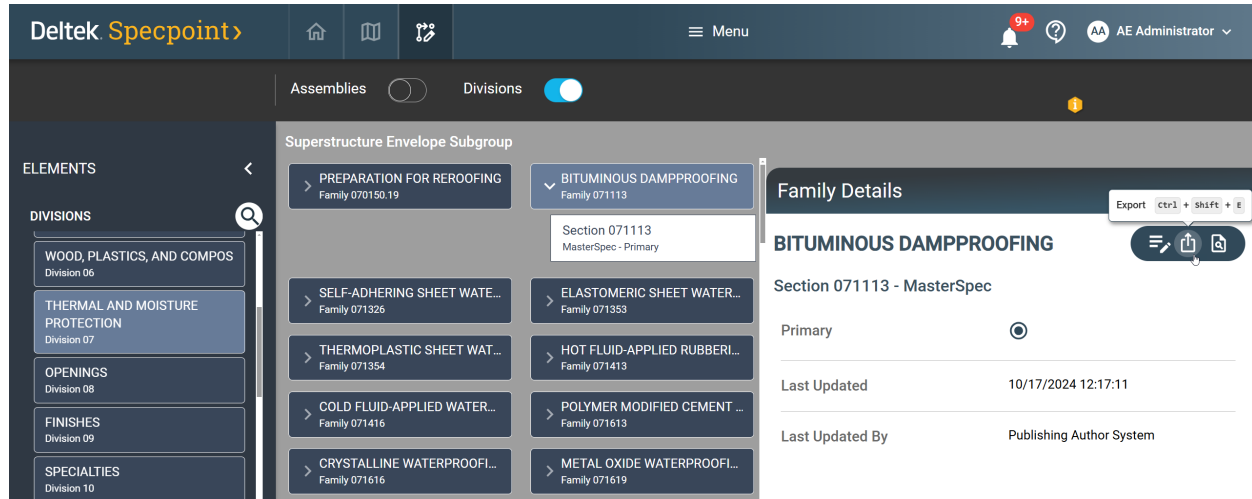 Deltek. Specpoint>
Menu
9+
AA AE Administrator
Assemblies
Divisions
Superstructure Envelope Subgroup
ELEMENTS
DIVISIONS
WOOD, PLASTICS, AND COMPOS
Division 06
THERMAL AND MOISTURE
PROTECTION
Division 07
OPENINGS
Division 08
FINISHES
Division 09
SPECIALTIES
Division 10
PREPARATION FOR REROOFING
Family 070150.19
BITUMINOUS DAMPPROOFING
Family 071113
Section 071113
MasterSpec - Primary
SELF-ADHERING SHEET WATE...
Family 071326
ELASTOMERIC SHEET WATER...
Family 071353
THERMOPLASTIC SHEET WAT...
Family 071354
HOT FLUID-APPLIED RUBBERI...
Family 071413
COLD FLUID-APPLIED WATER...
Family 071416
POLYMER MODIFIED CEMENT ...
Family 071613
CRYSTALLINE WATERPROOFI...
Family 071616
METAL OXIDE WATERPROOFI...
Family 071619
Family Details
Export Ctrl + Shift + E
BITUMINOUS DAMPPROOFING
Section 071113 - MasterSpec
Primary
Last Updated 10/17/2024 12:17:11
Last Updated By Publishing Author System